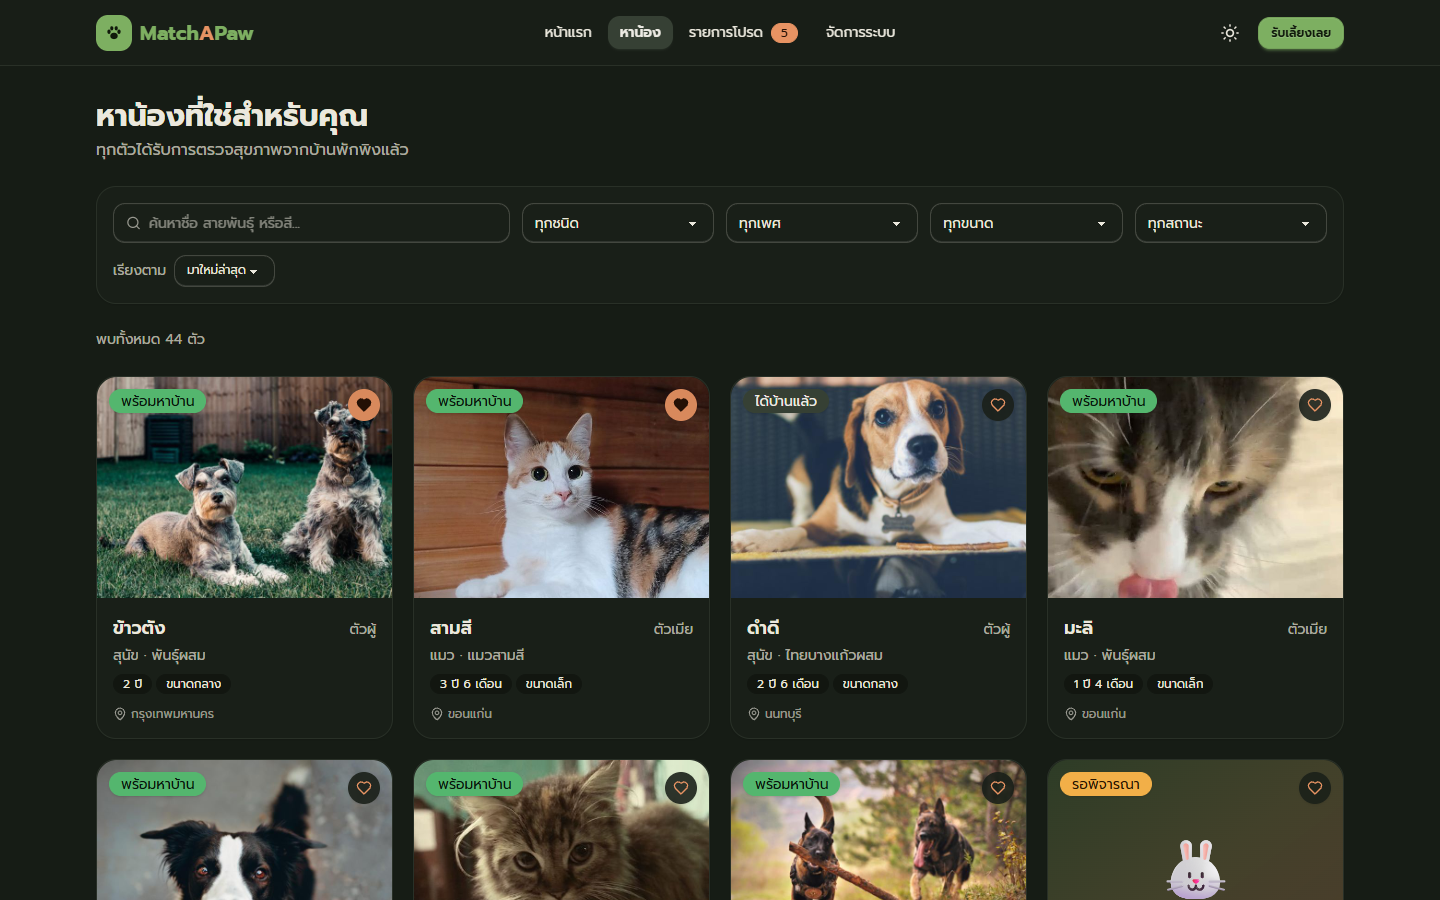 MatchAPaw
หน้าแรก
หาน้อง
รายการโปรด 5
จัดการระบบ
รับเลี้ยงเลย
หาน้องที่ใช่สำหรับคุณ
ทุกตัวได้รับการตรวจสุขภาพจากบ้านพักพิงแล้ว
ค้นหาชื่อ สายพันธุ์ หรือสี...
ทุกชนิด
ทุกเพศ
ทุกขนาด
ทุกสถานะ
เรียงตาม มาใหม่ล่าสุด
พบทั้งหมด 44 ตัว
พร้อมหาบ้าน
ข้าวตัง ตัวผู้
สุนัข · พันธุ์ผสม
2 ปี ขนาดกลาง
กรุงเทพมหานคร
พร้อมหาบ้าน
สามสี ตัวเมีย
แมว · แมวสามสี
3 ปี 6 เดือน ขนาดเล็ก
ขอนแก่น
ได้บ้านแล้ว
ดำดี ตัวผู้
สุนัข · ไทยบางแก้วผสม
2 ปี 6 เดือน ขนาดกลาง
นนทบุรี
พร้อมหาบ้าน
มะลิ ตัวเมีย
แมว · พันธุ์ผสม
1 ปี 4 เดือน ขนาดเล็ก
ขอนแก่น
พร้อมหาบ้าน
พร้อมหาบ้าน
พร้อมหาบ้าน
รอพิจารณา